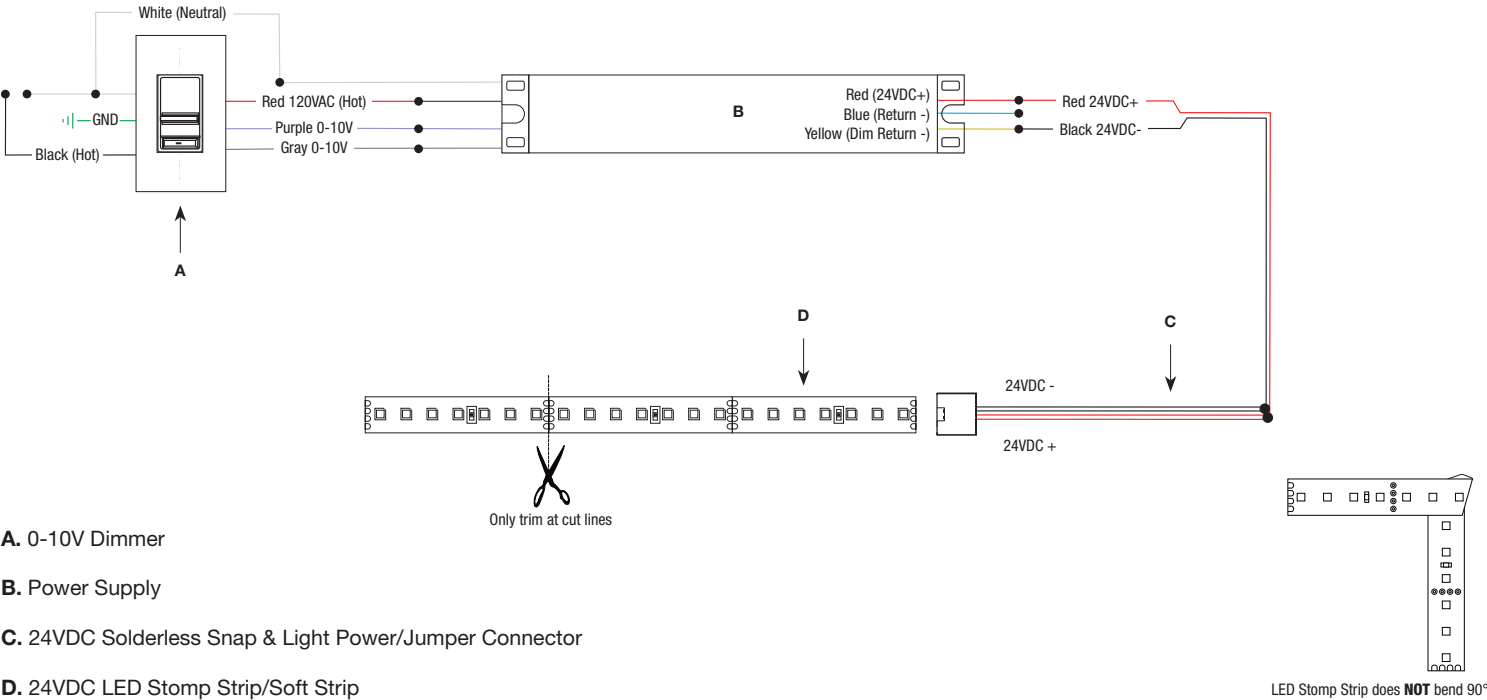 White (Neutral)
Red 120VAC (Hot)
GND
Purple 0-10V
Gray 0-10V
Black (Hot)
A
B
Red (24VDC+)
Blue (Return -)
Yellow (Dim Return -)
Red 24VDC+
Black 24VDC-
D
C
24VDC -
24VDC +
Only trim at cut lines
A. 0-10V Dimmer
B. Power Supply
C. 24VDC Solderless Snap & Light Power/Jumper Connector
D. 24VDC LED Stomp Strip/Soft Strip
LED Stomp Strip does NOT bend 90°